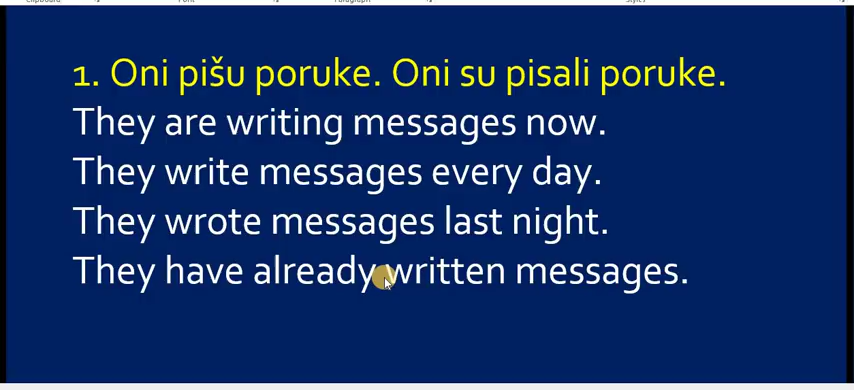 1. Oni pišu poruke. Oni su pisali poruke.
They are writing messages now.
They write messages every day.
They wrote messages last night.
They have already written messages.